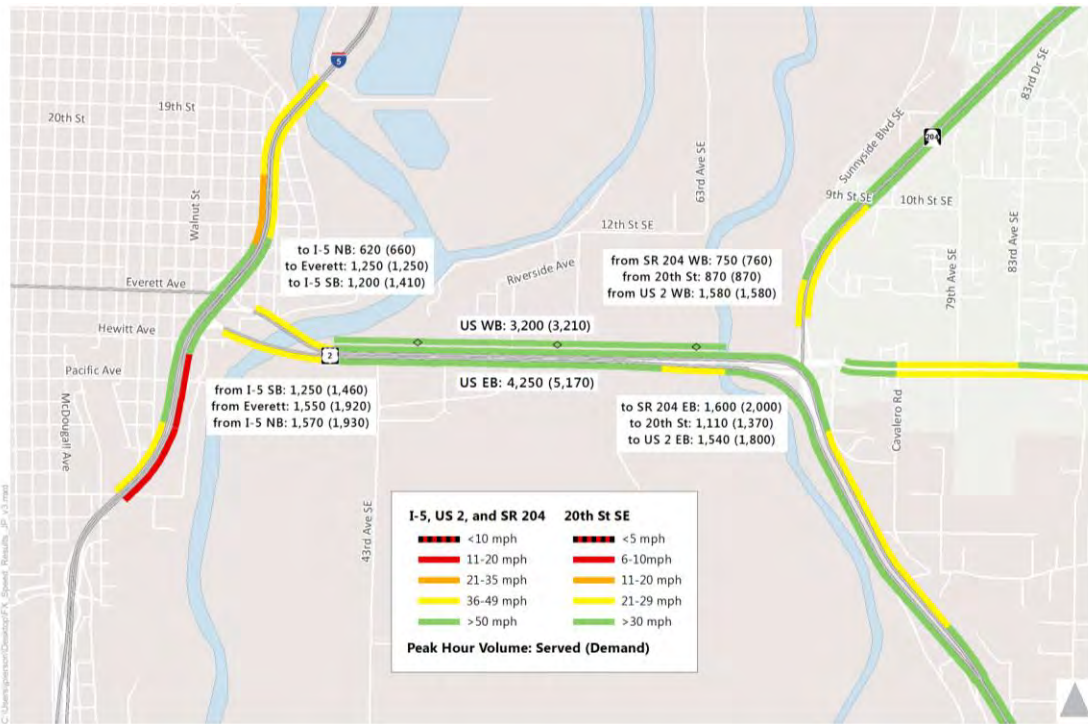 5
19th St
20th St
Walnut St
83rd Dr SE
204
Sunnyside Blvd SE
63rd Ave SE
9th St SE
10th St SE
12th St SE
79th Ave SE
83rd Ave SE
to I-5 NB: 620 (660)
to Everett: 1,250 (1,250)
to I-5 SB: 1,200 (1,410)
Riverside Ave
from SR 204 WB: 750 (760)
from 20th St: 870 (870)
from US 2 WB: 1,580 (1,580)
Everett Ave
Hewitt Ave
US WB: 3,200 (3,210)
2
Pacific Ave
US EB: 4,250 (5,170)
McDougall Ave
from I-5 SB: 1,250 (1,460)
from Everett: 1,550 (1,920)
from I-5 NB: 1,570 (1,930)
to SR 204 EB: 1,600 (2,000)
to 20th St: 1,110 (1,370)
to US 2 EB: 1,540 (1,800)
Cavalero Rd
43rd Ave SE
I-5, US 2, and SR 204 20th St SE
<10 mph <5 mph
11-20 mph 6-10mph
21-35 mph 11-20 mph
36-49 mph 21-29 mph
>50 mph >30 mph
Peak Hour Volume: Served (Demand)